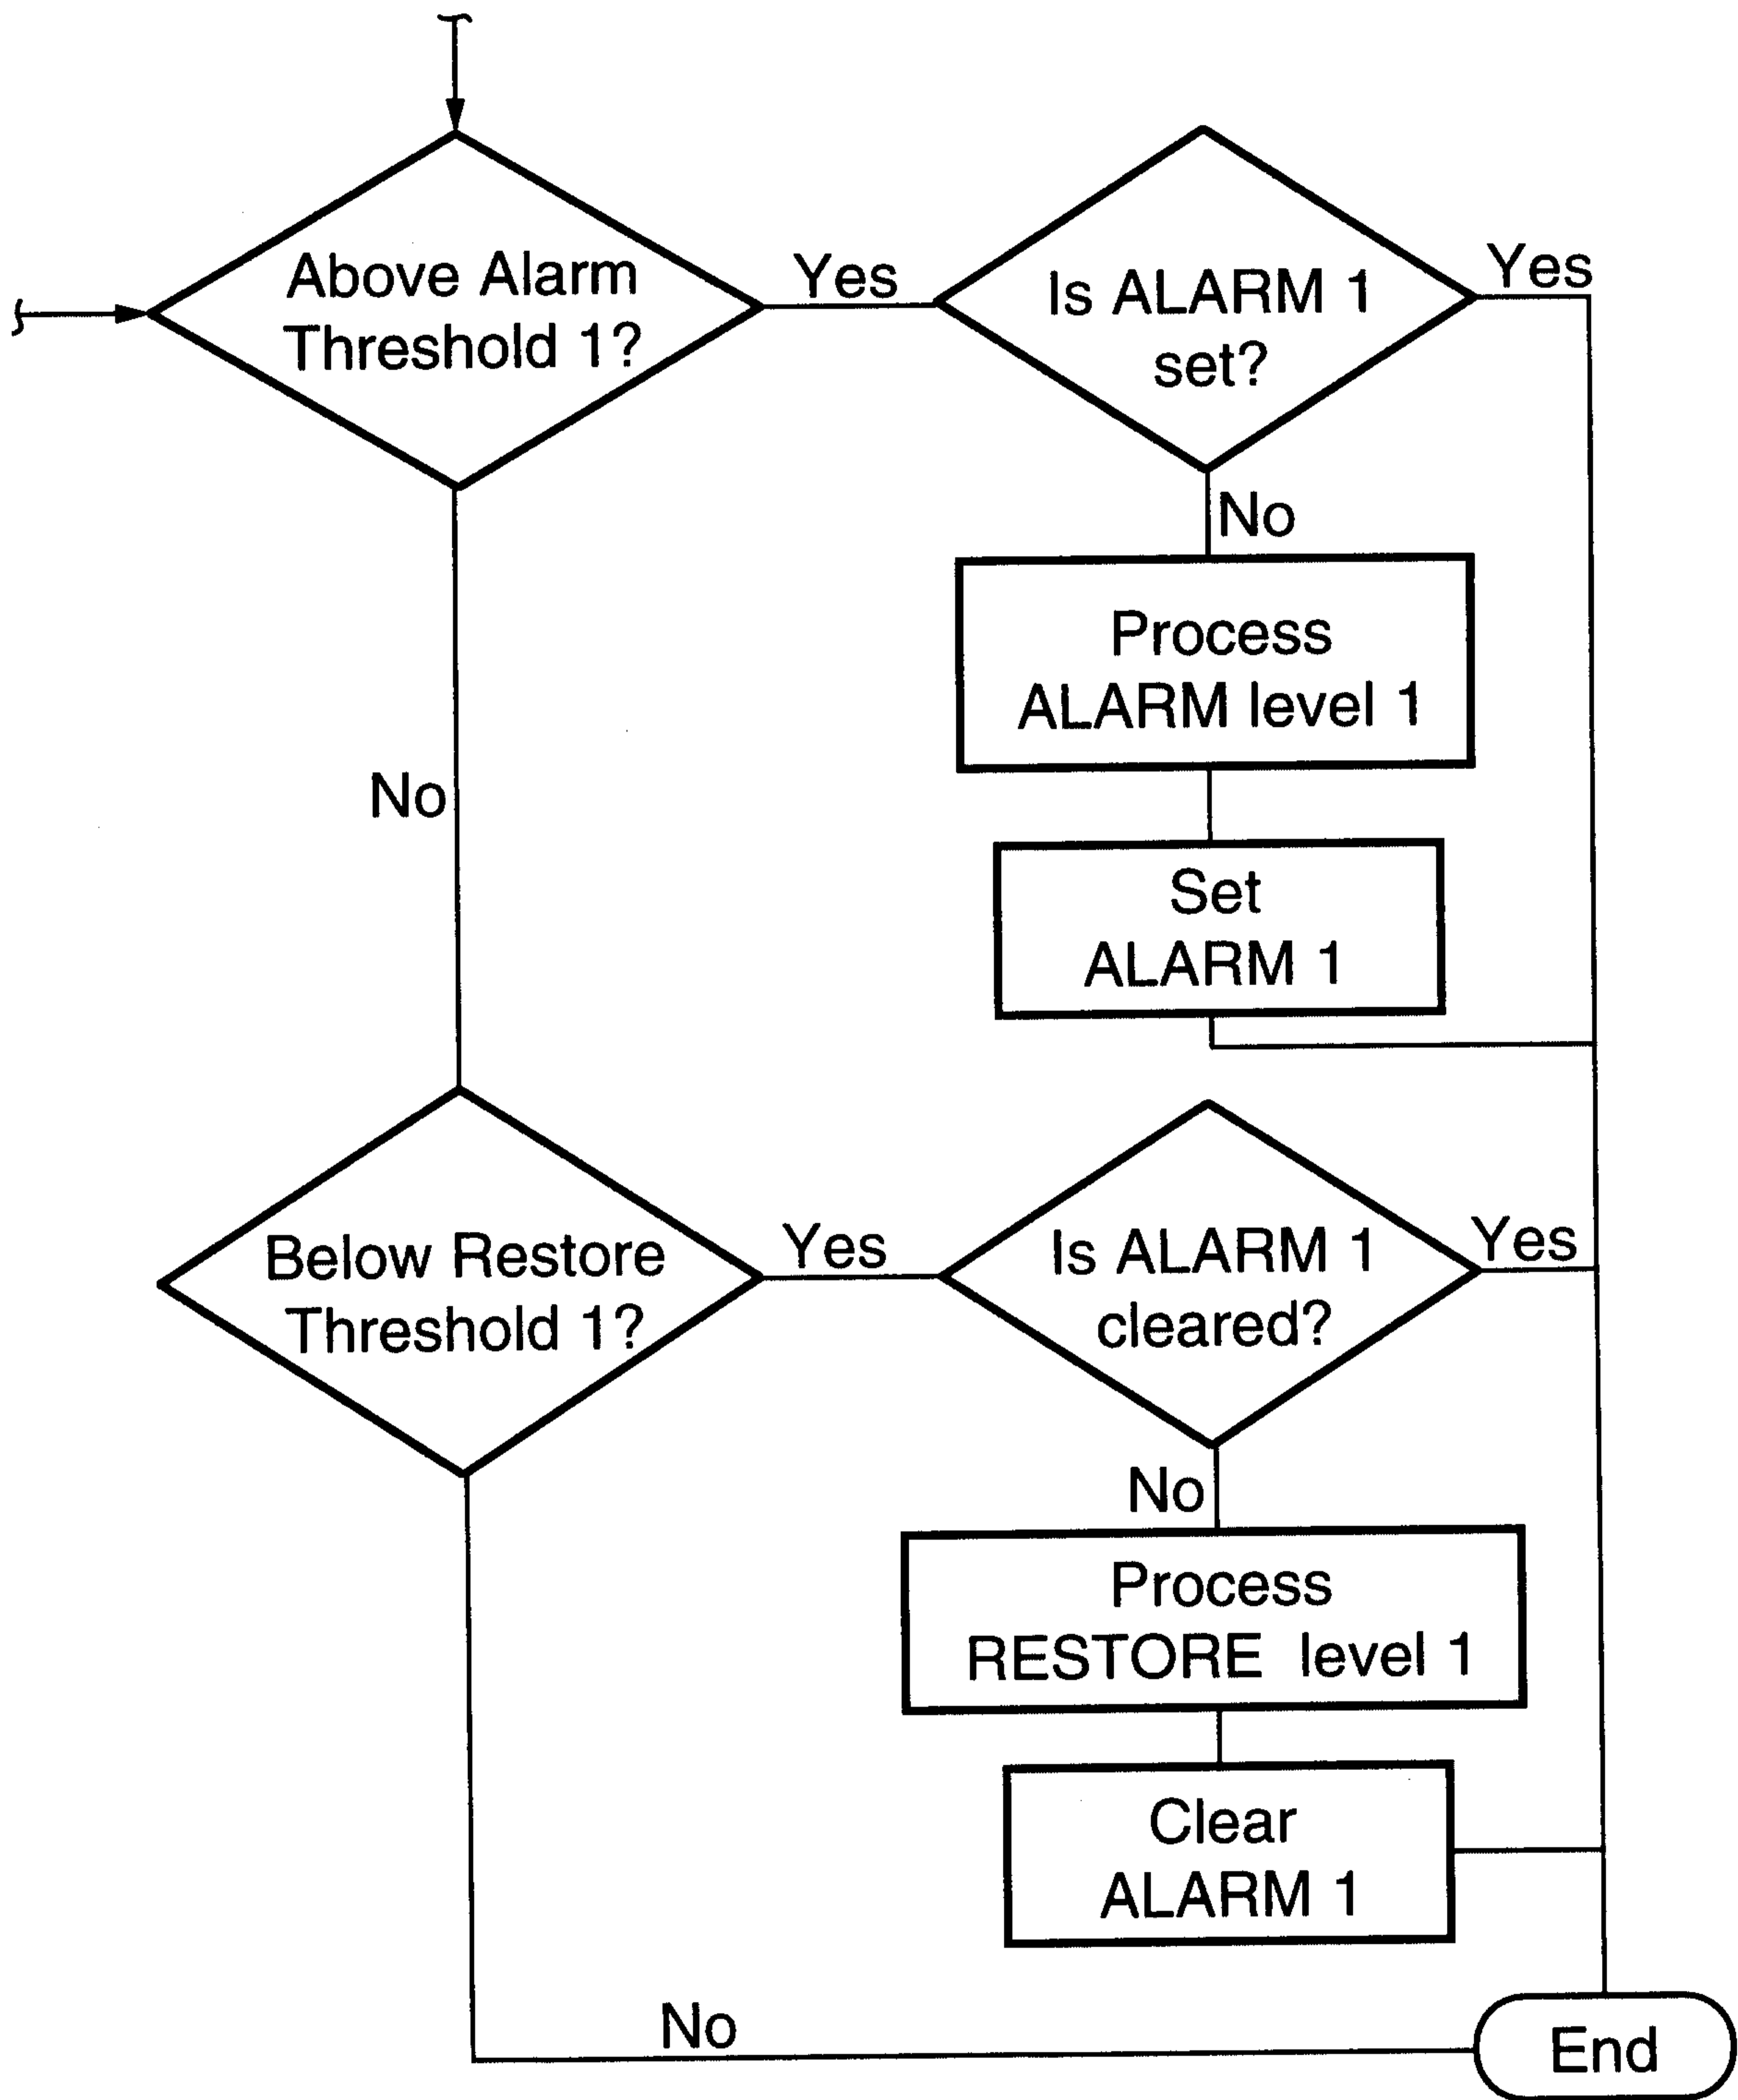 Above Alarm
Threshold 1?
Yes
Is ALARM 1
set?
Yes
No
Process
ALARM level 1
No
Set
ALARM 1
Below Restore
Threshold 1?
Yes
Is ALARM 1
cleared?
Yes
No
Process
RESTORE level 1
Clear
ALARM 1
No
End